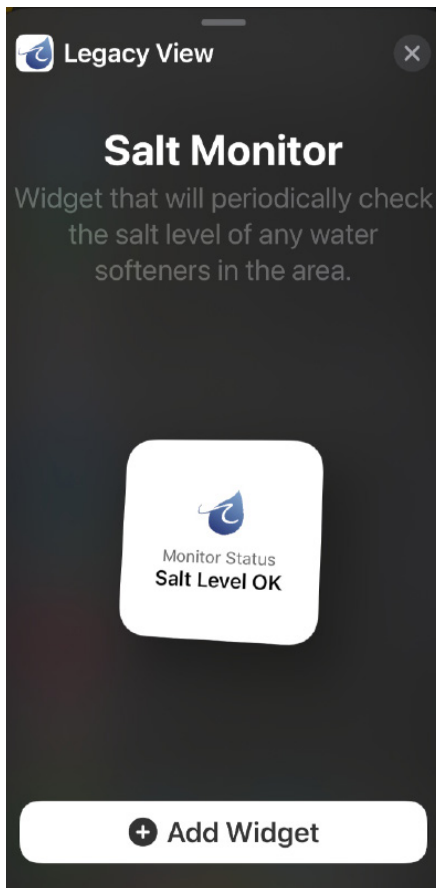 Legacy View
Salt Monitor
Widget that will periodically check
the salt level of any water
softeners in the area.
Monitor Status
Salt Level OK
Add Widget